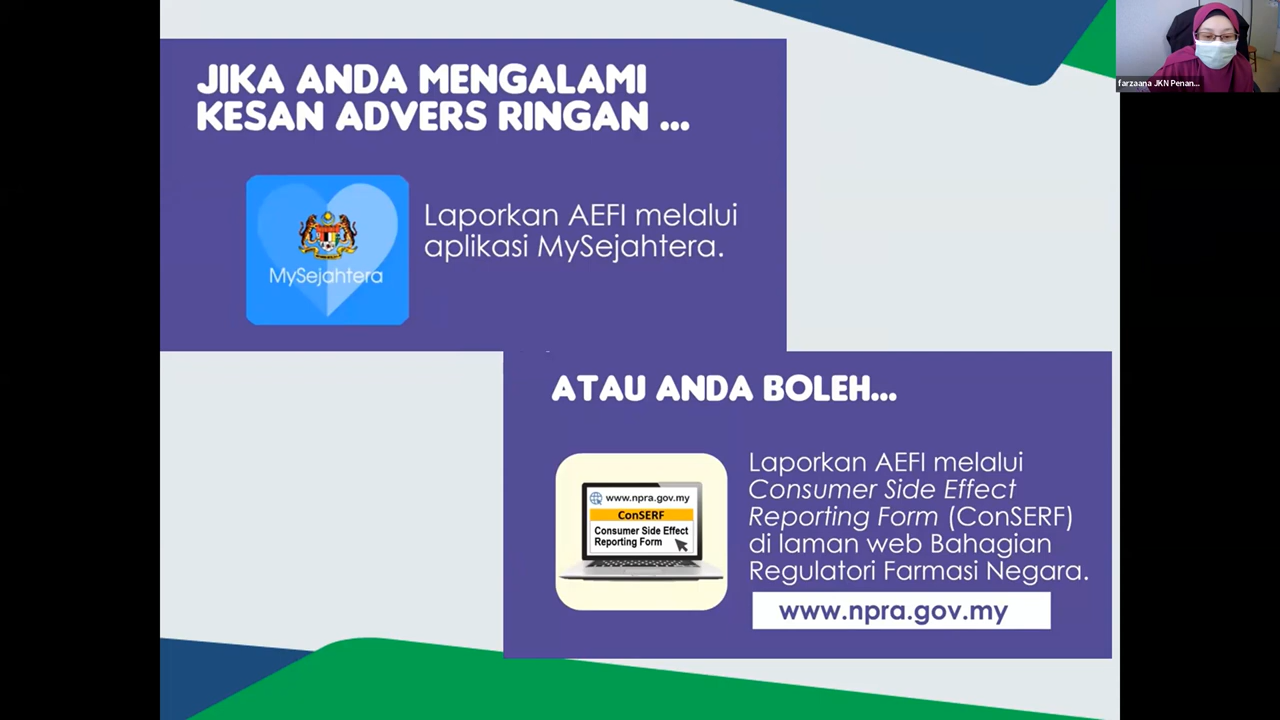 JIKA ANDA MENGALAMI
KESAN ADVERS RINGAN ...
MySejahtera
Laporkan AEFI melalui
aplikasi MySejahtera.
ATAU ANDA BOLEH...
www.npra.gov.my
ConSERF
Consumer Side Effect
Reporting Form
Laporkan AEFI melalui
Consumer Side Effect
Reporting Form (ConSERF)
di laman web Bahagian
Regulatori Farmasi Negara.
www.npra.gov.my
farzaana JKN Penan...